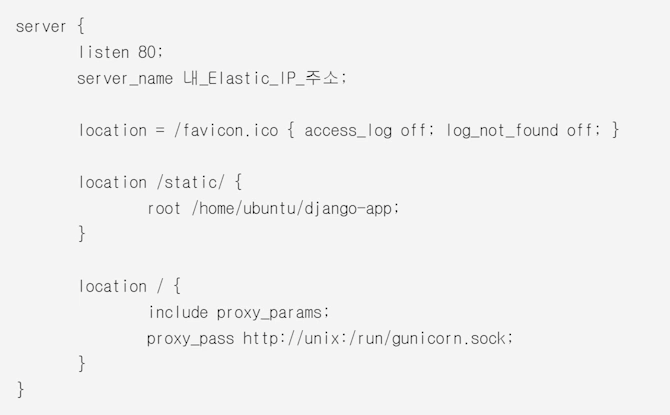 server {
listen 80;
server_name 내_Elastic_IP_주소;
location = /favicon.ico { access_log off; log_not_found off; }
location /static/ {
root /home/ubuntu/django-app;
}
location / {
include proxy_params;
proxy_pass http://unix:/run/gunicorn.sock;
}
}